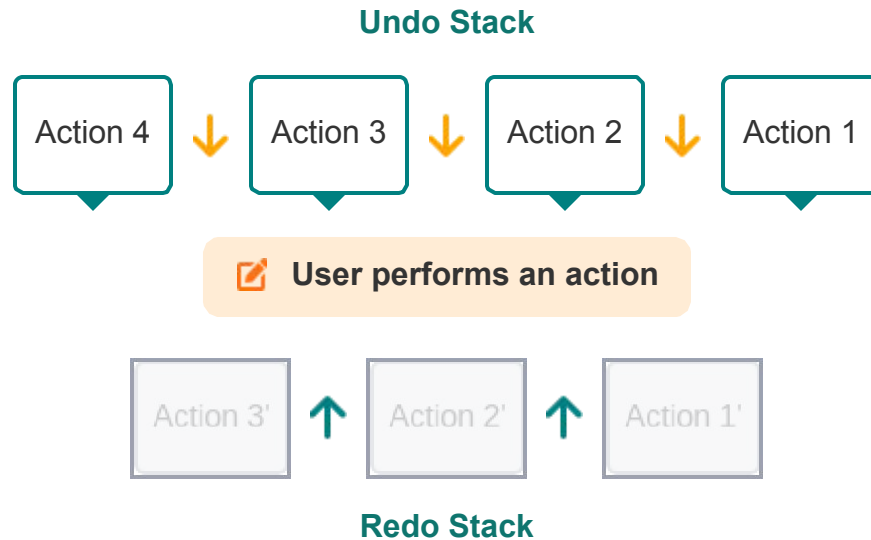 Undo Stack
Action 4
Action 3
Action 2
Action 1
User performs an action
Action 3'
Action 2'
Action 1'
Redo Stack